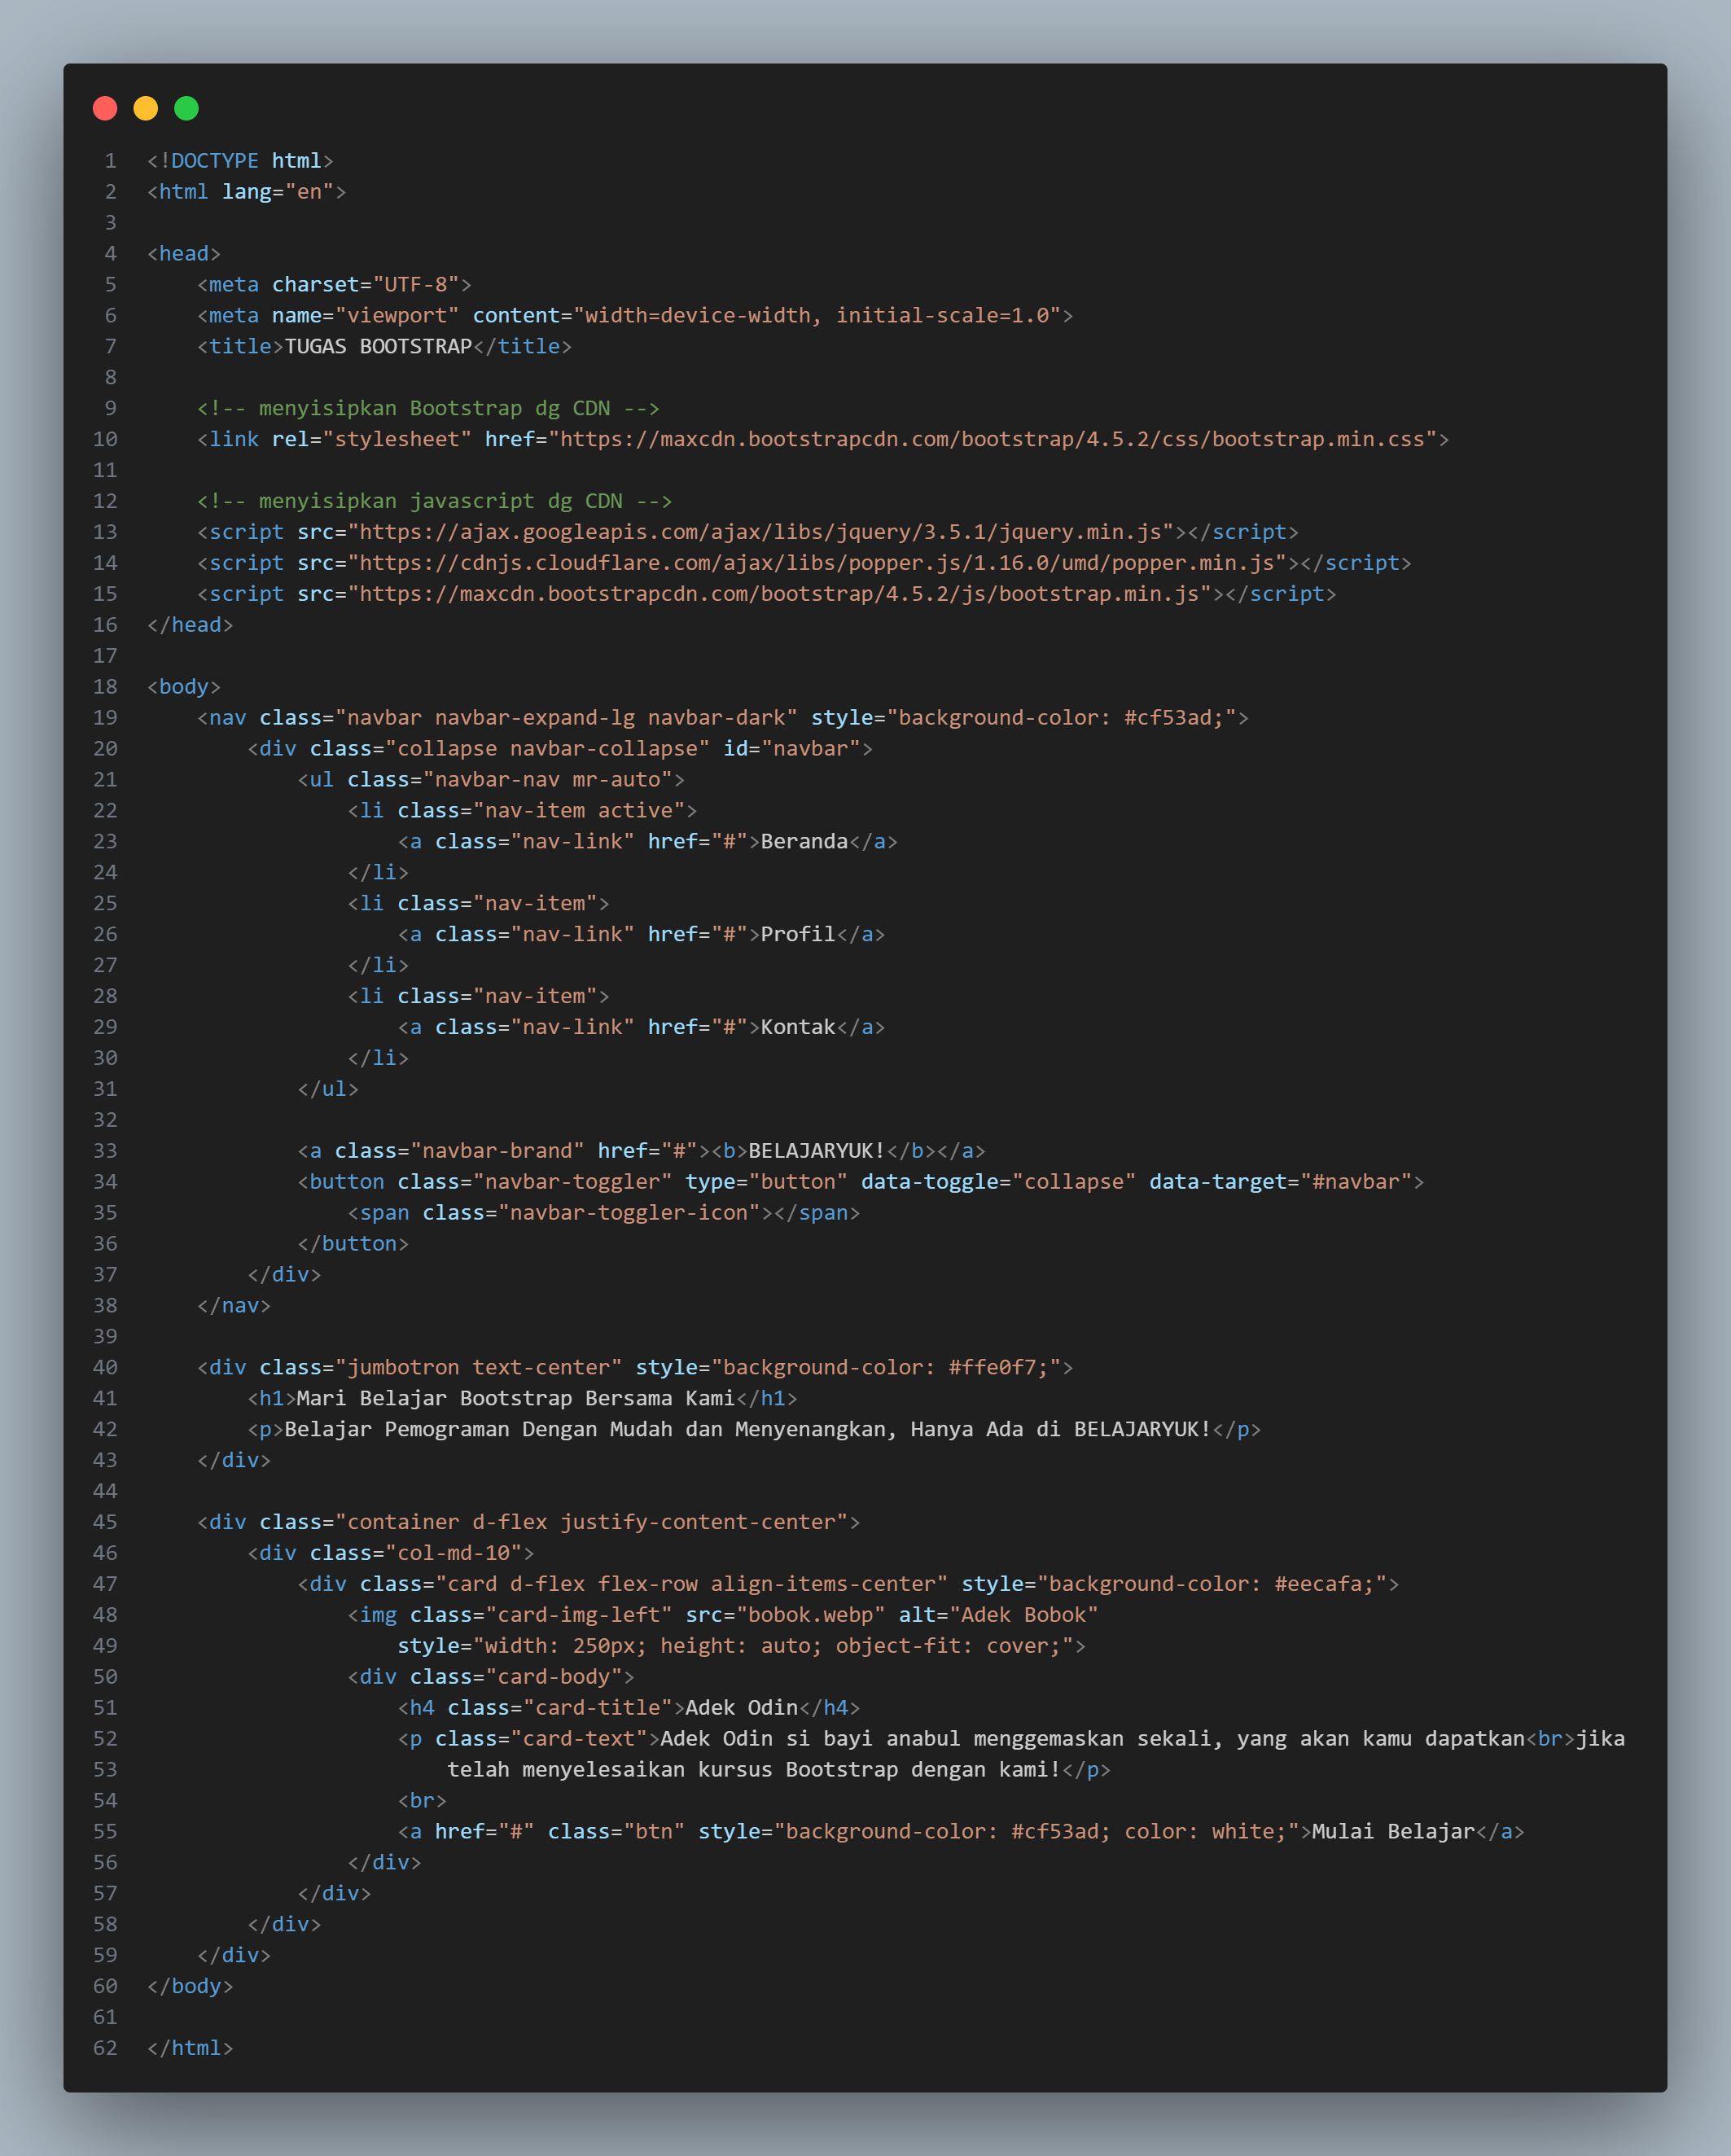 1 <!DOCTYPE html>
2 <html lang="en">
3
4 <head>
5     <meta charset="UTF-8">
6     <meta name="viewport" content="width=device-width, initial-scale=1.0">
7     <title>TUGAS BOOTSTRAP</title>
8
9     <!-- menyisipkan Bootstrap dg CDN -->
10     <link rel="stylesheet" href="https://maxcdn.bootstrapcdn.com/bootstrap/4.5.2/css/bootstrap.min.css">
11
12     <!-- menyisipkan javascript dg CDN -->
13     <script src="https://ajax.googleapis.com/ajax/libs/jquery/3.5.1/jquery.min.js"></script>
14     <script src="https://cdnjs.cloudflare.com/ajax/libs/popper.js/1.16.0/umd/popper.min.js"></script>
15     <script src="https://maxcdn.bootstrapcdn.com/bootstrap/4.5.2/js/bootstrap.min.js"></script>
16 </head>
17
18 <body>
19     <nav class="navbar navbar-expand-lg navbar-dark" style="background-color: #cf53ad;">
20         <div class="collapse navbar-collapse" id="navbar">
21             <ul class="navbar-nav mr-auto">
22                 <li class="nav-item active">
23                     <a class="nav-link" href="#">Beranda</a>
24                 </li>
25                 <li class="nav-item">
26                     <a class="nav-link" href="#">Profil</a>
27                 </li>
28                 <li class="nav-item">
29                     <a class="nav-link" href="#">Kontak</a>
30                 </li>
31             </ul>
32
33             <a class="navbar-brand" href="#"><b>BELAJARYUK!</b></a>
34             <button class="navbar-toggler" type="button" data-toggle="collapse" data-target="#navbar">
35                 <span class="navbar-toggler-icon"></span>
36             </button>
37         </div>
38     </nav>
39
40     <div class="jumbotron text-center" style="background-color: #ffe0f7;">
41         <h1>Mari Belajar Bootstrap Bersama Kami</h1>
42         <p>Belajar Pemograman Dengan Mudah dan Menyenangkan, Hanya Ada di BELAJARYUK!</p>
43     </div>
44
45     <div class="container d-flex justify-content-center">
46         <div class="col-md-10">
47             <div class="card d-flex flex-row align-items-center" style="background-color: #eecafa;">
48                 <img class="card-img-left" src="bobok.webp" alt="Adek Bobok"
49                     style="width: 250px; height: auto; object-fit: cover;">
50                 <div class="card-body">
51                     <h4 class="card-title">Adek Odin</h4>
52                     <p class="card-text">Adek Odin si bayi anabul menggemaskan sekali, yang akan kamu dapatkan<br>jika
53                         telah menyelesaikan kursus Bootstrap dengan kami!</p>
54                     <br>
55                     <a href="#" class="btn" style="background-color: #cf53ad; color: white;">Mulai Belajar</a>
56                 </div>
57             </div>
58         </div>
59     </div>
60 </body>
61
62 </html>